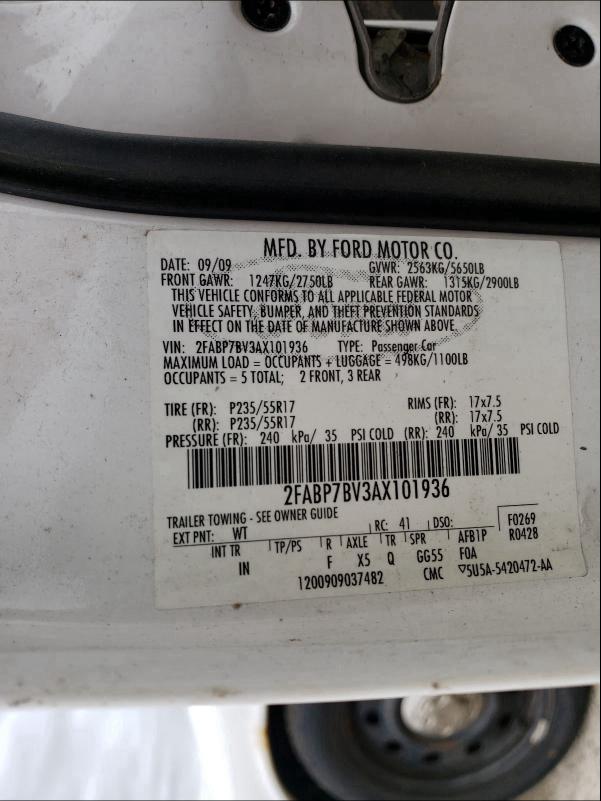 MFD. BY FORD MOTOR CO.
DATE: 09/09 GVWR: 2563KG/5650LB
FRONT GAWR: 1247KG/2750LB REAR GAWR: 1315KG/2900LB
THIS VEHICLE CONFORMS TO ALL APPLICABLE FEDERAL MOTOR
VEHICLE SAFETY, BUMPER, AND THEFT PREVENTION STANDARDS
IN EFFECT ON THE DATE OF MANUFACTURE SHOWN ABOVE.
VIN: 2FABP7BV3AX101936 TYPE: Passenger Car
MAXIMUM LOAD = OCCUPANTS + LUGGAGE = 498KG/1100LB
OCCUPANTS = 5 TOTAL; 2 FRONT, 3 REAR
TIRE (FR): P235/55R17 RIMS (FR): 17x7.5
(RR): P235/55R17 (RR): 17x7.5
PRESSURE (FR): 240 kPa/ 35 PSI COLD (RR): 240 kPa/ 35 PSI COLD
2FABP7BV3AX101936
TRAILER TOWING - SEE OWNER GUIDE
EXT PNT: WT RC: 41 DSO: F0269
INT TR TP/PS R AXLE TR SPR AFB1P R0428
IN F X5 Q GG55 F0A
1200909037482 CMC ▽5U5A-5420472-AA